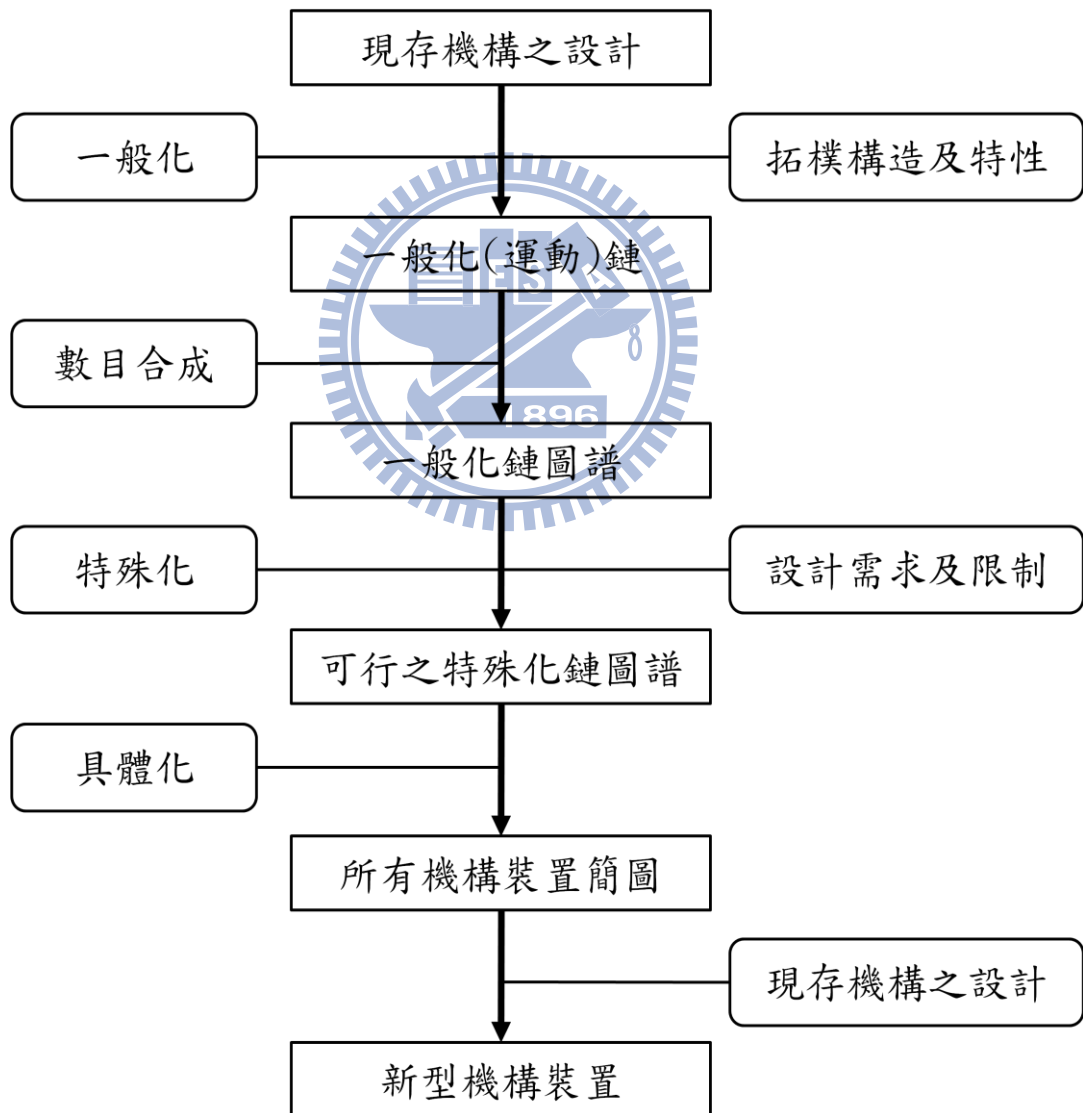 現存機構之設計
一般化
拓樸構造及特性
一般化(運動)鏈
ES
A
數目合成
1896
一般化鏈圖譜
特殊化
設計需求及限制
可行之特殊化鏈圖譜
具體化
所有機構裝置簡圖
現存機構之設計
新型機構裝置